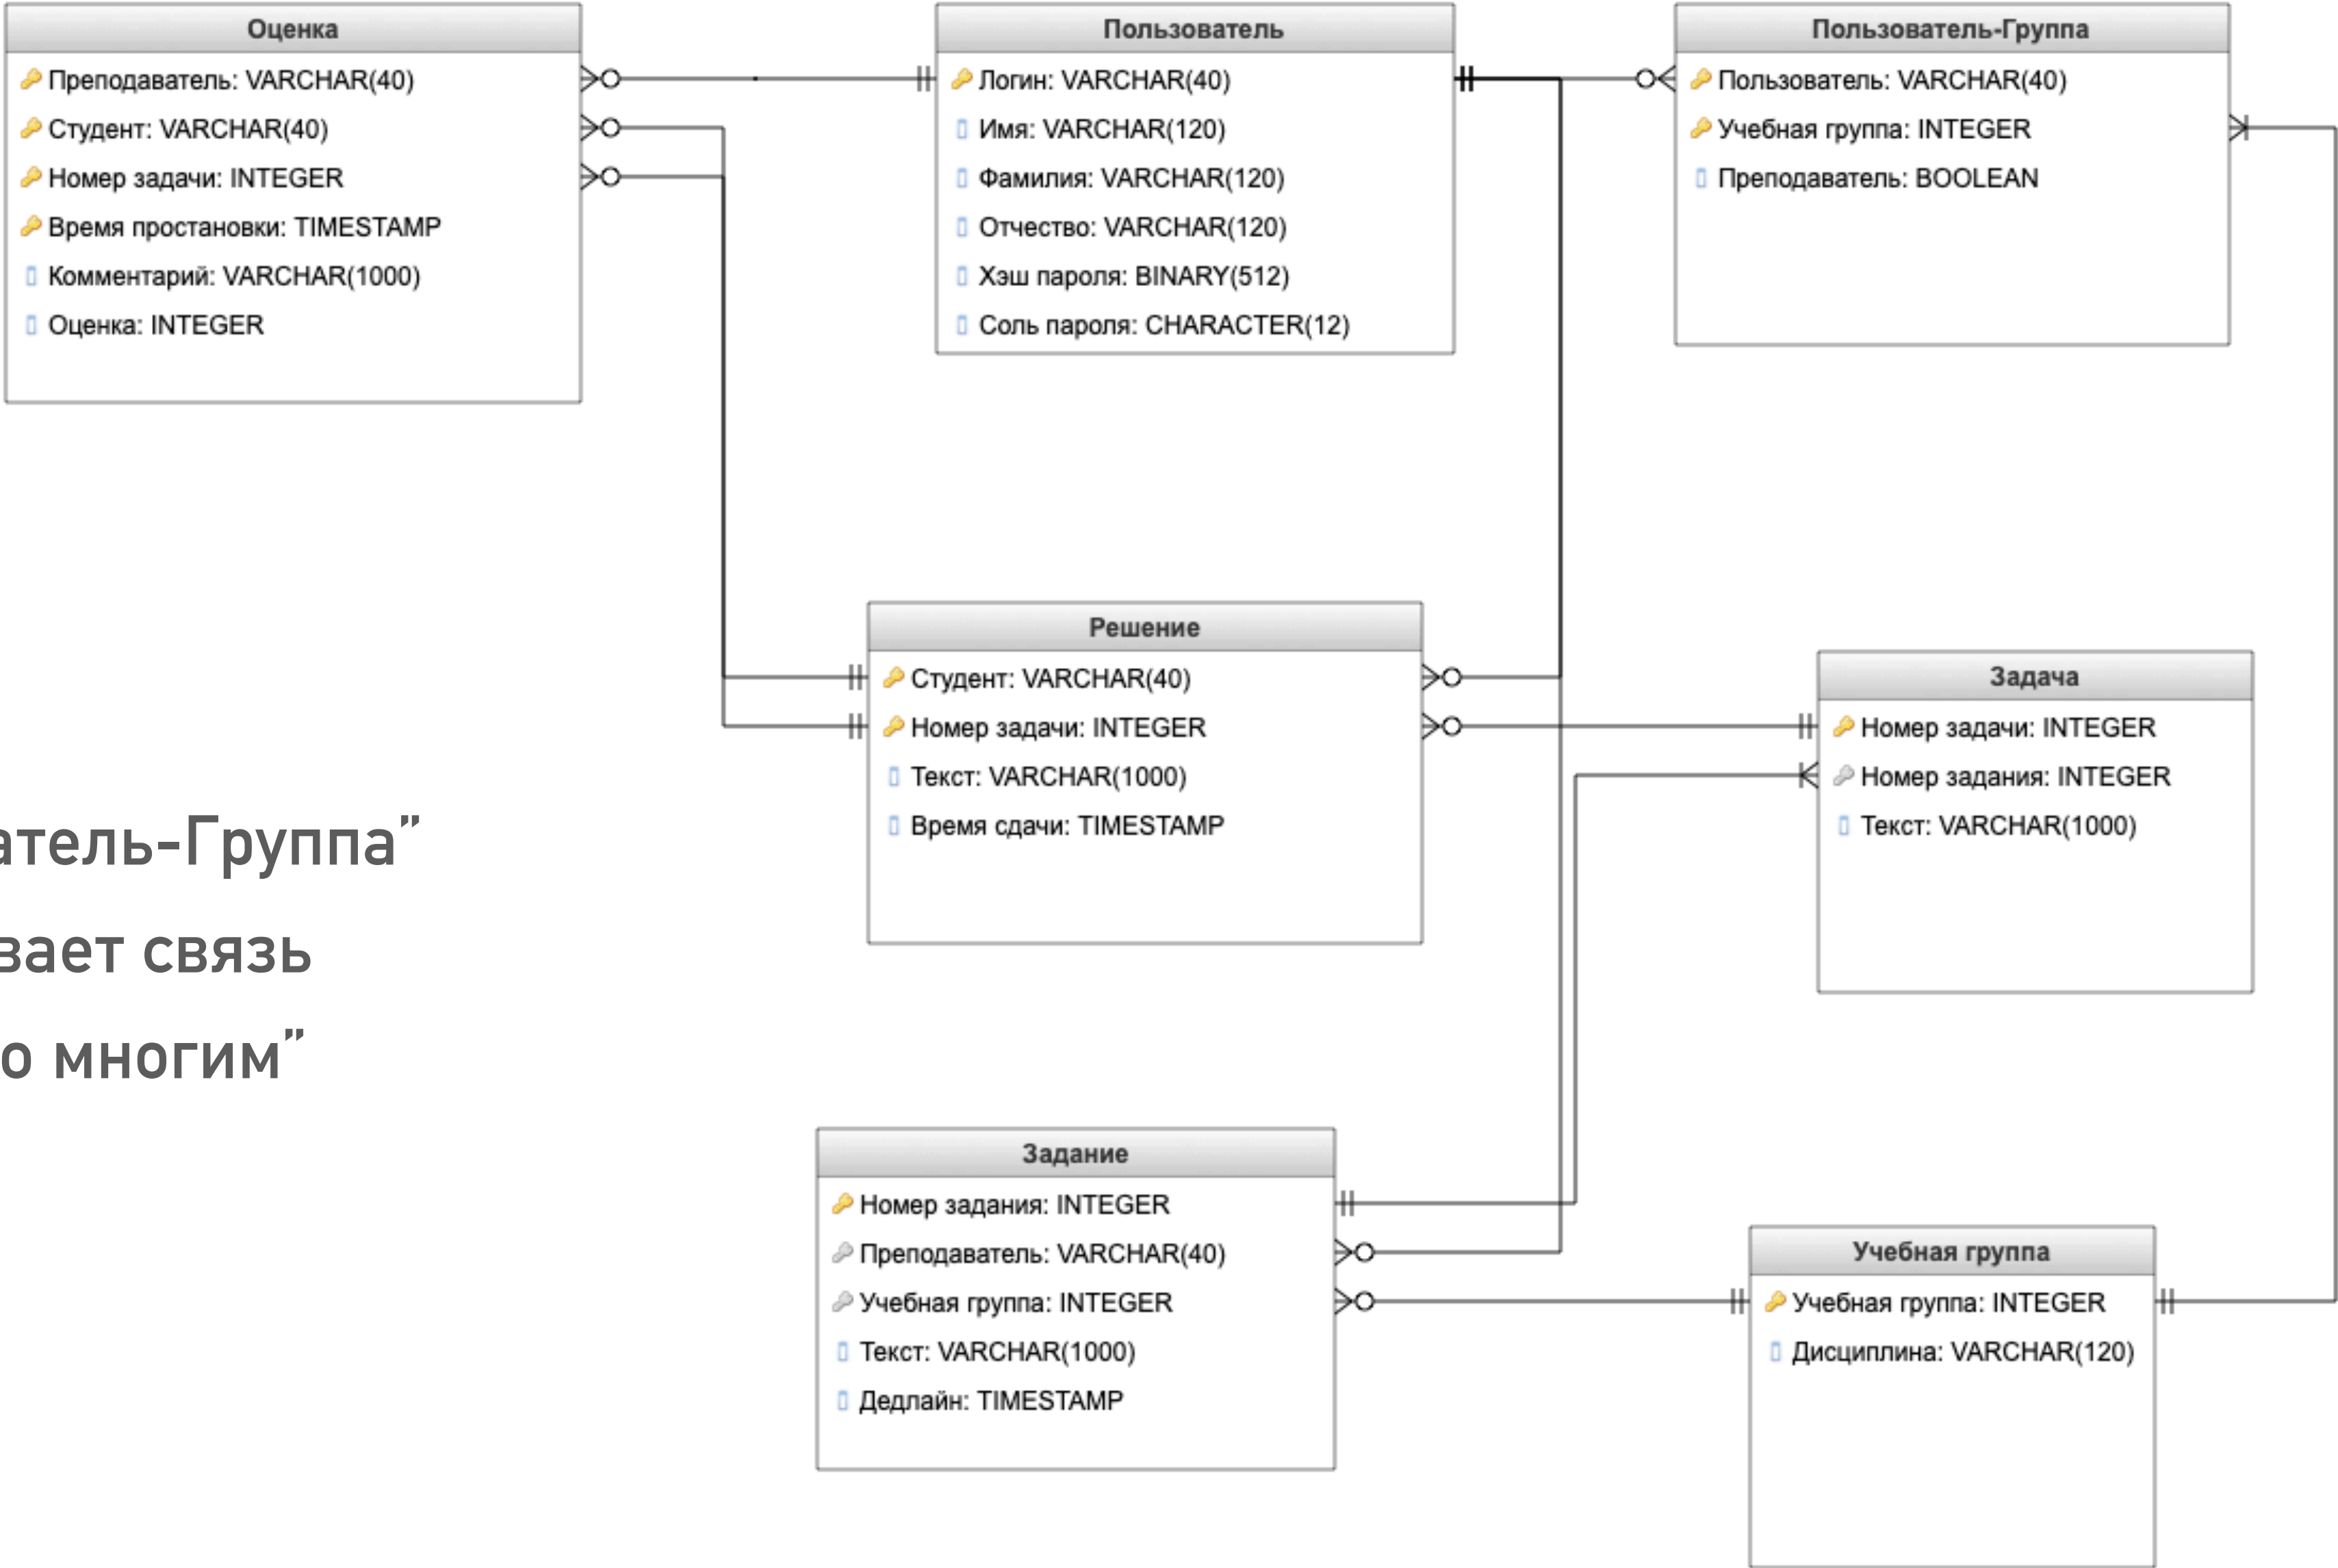 Оценка
Преподаватель: VARCHAR(40)
Студент: VARCHAR(40)
Номер задачи: INTEGER
Время простановки: TIMESTAMP
Комментарий: VARCHAR(1000)
Оценка: INTEGER
Пользователь
Логин: VARCHAR(40)
Имя: VARCHAR(120)
Фамилия: VARCHAR(120)
Отчество: VARCHAR(120)
Хэш пароля: BINARY(512)
Соль пароля: CHARACTER(12)
Пользователь-Группа
Пользователь: VARCHAR(40)
Учебная группа: INTEGER
Преподаватель: BOOLEAN
Решение
Студент: VARCHAR(40)
Номер задачи: INTEGER
Текст: VARCHAR(1000)
Время сдачи: TIMESTAMP
Задача
Номер задачи: INTEGER
Номер задания: INTEGER
Текст: VARCHAR(1000)
атель-Группа”
вает связь
о многим”
Задание
Номер задания: INTEGER
Преподаватель: VARCHAR(40)
Учебная группа: INTEGER
Текст: VARCHAR(1000)
Дедлайн: TIMESTAMP
Учебная группа
Учебная группа: INTEGER
Дисциплина: VARCHAR(120)